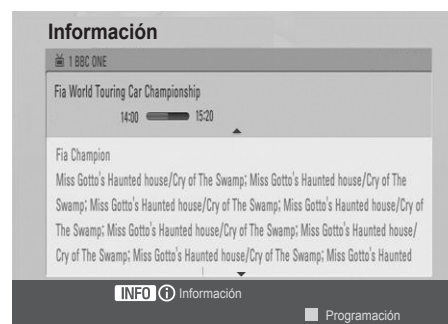 Información
1 BBC ONE
Fia World Touring Car Championship
14:00 15:20
Fia Champion
Miss Gotto's Haunted house/Cry of The Swamp; Miss Gotto's Haunted house/Cry of The
Swamp; Miss Gotto's Haunted house/Cry of The Swamp; Miss Gotto's Haunted house/Cry of
The Swamp; Miss Gotto's Haunted house/Cry of The Swamp; Miss Gotto's Haunted house/
Cry of The Swamp; Miss Gotto's Haunted house/Cry of The Swamp; Miss Gotto's Haunted
INFO i Información
Programación